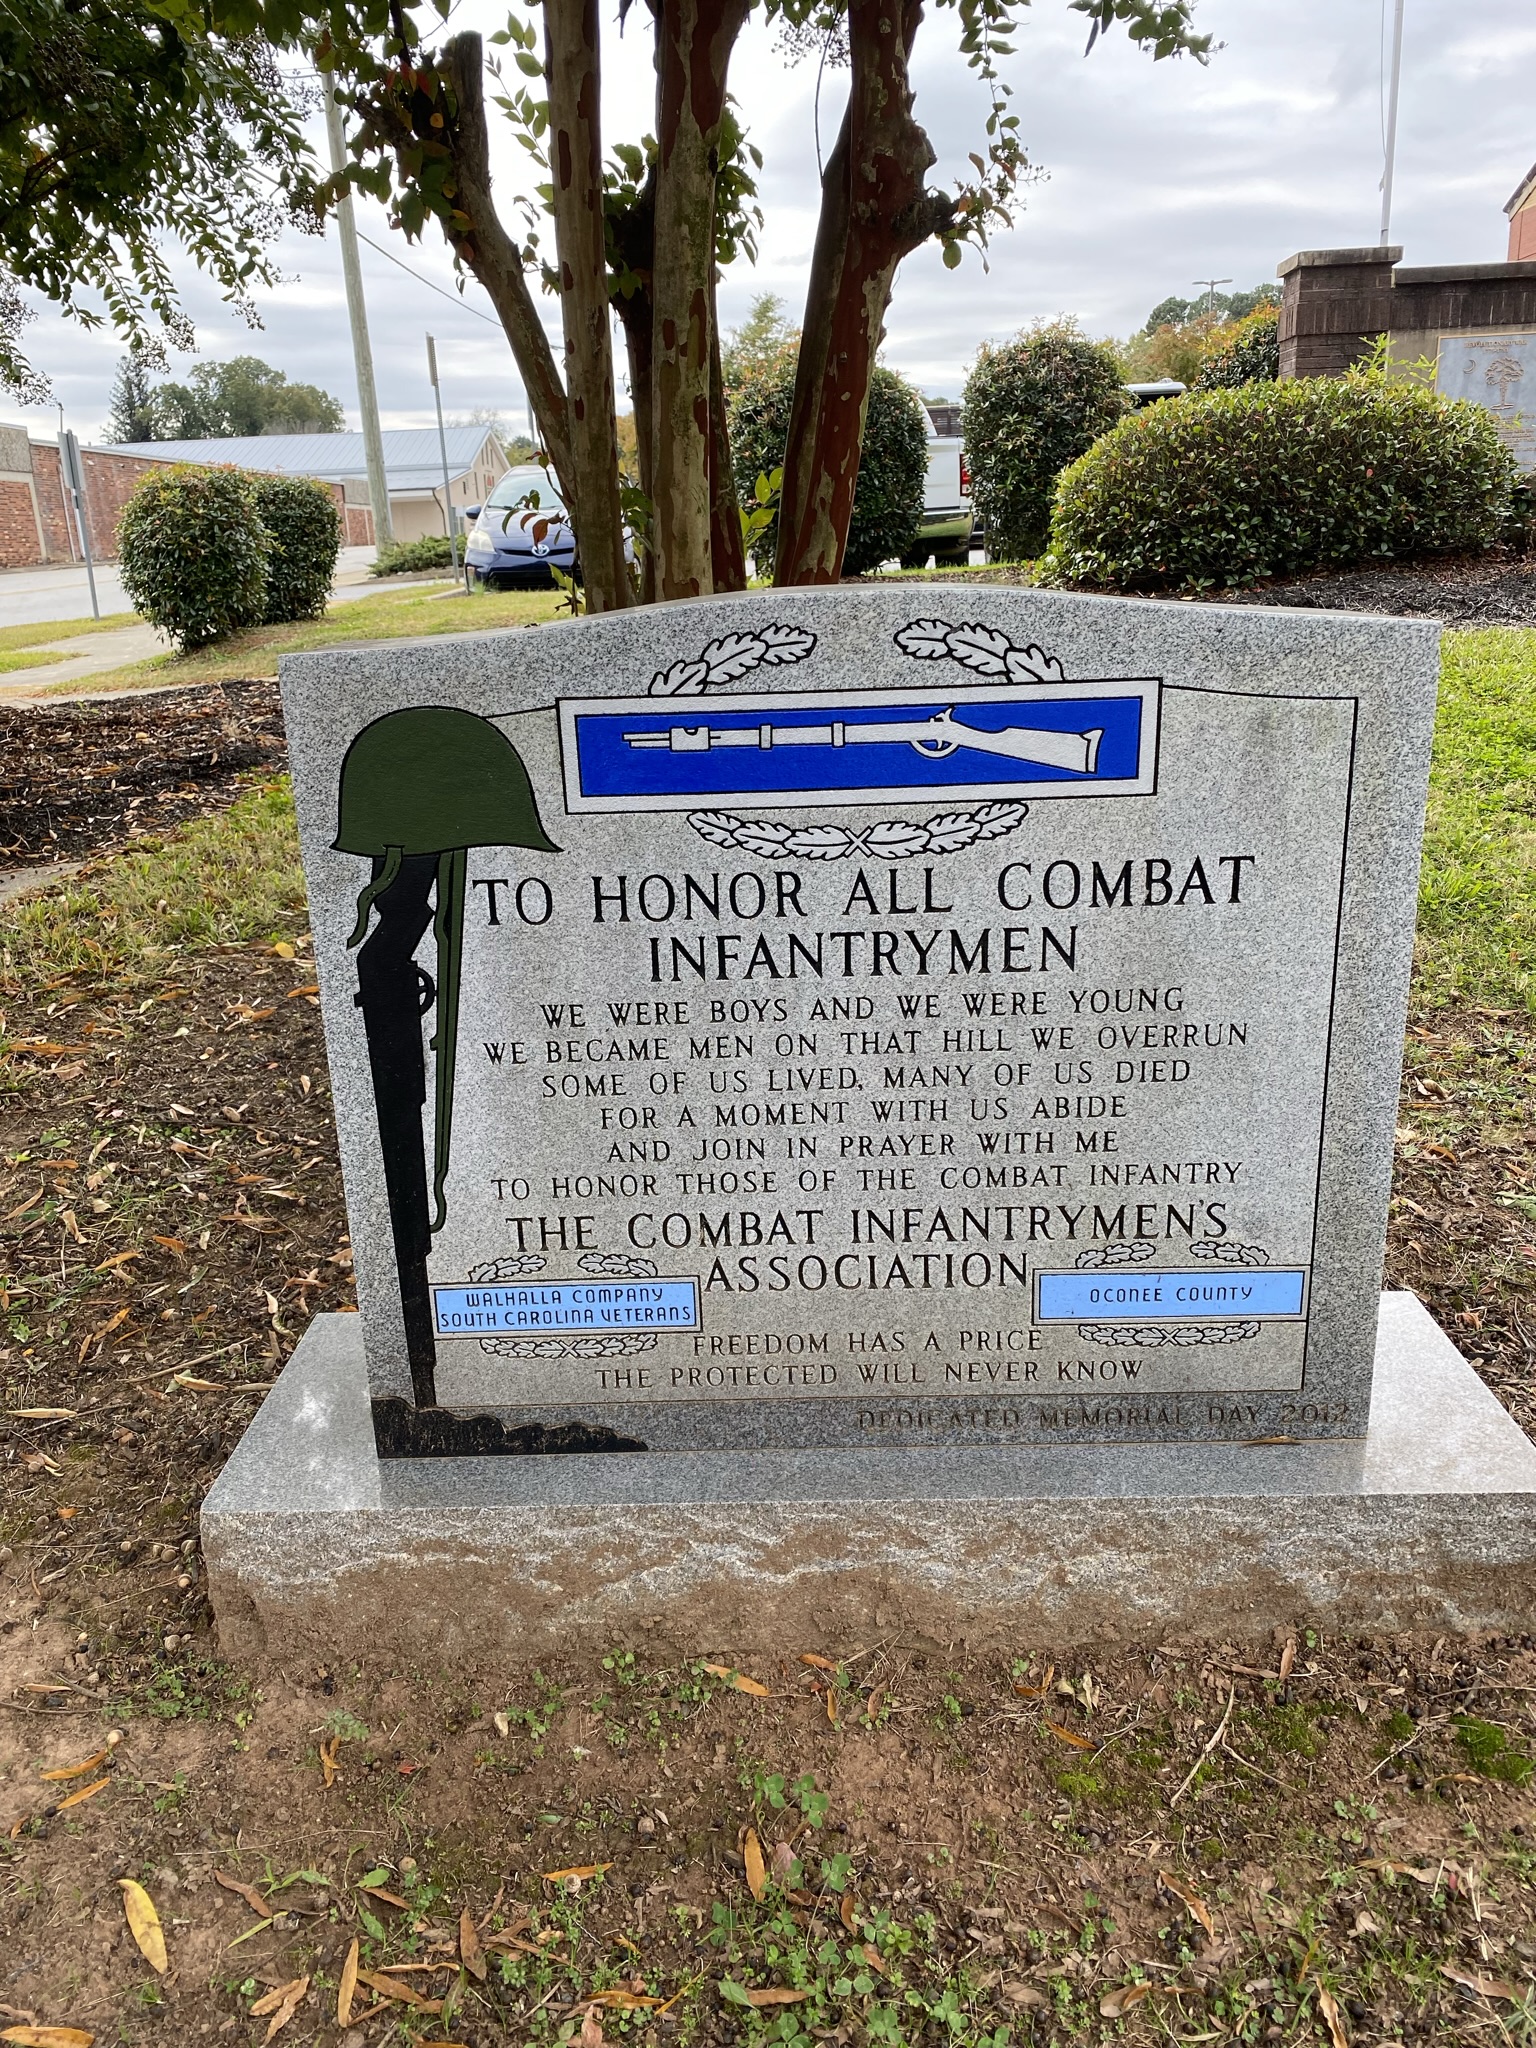 TO HONOR ALL COMBAT
INFANTRYMEN
WE WERE BOYS AND WE WERE YOUNG
WE BECAME MEN ON THAT HILL WE OVERRUN
SOME OF US LIVED, MANY OF US DIED
FOR A MOMENT WITH US ABIDE
AND JOIN IN PRAYER WITH ME
TO HONOR THOSE OF THE COMBAT INFANTRY
THE COMBAT INFANTRYMEN'S
ASSOCIATION
WALHALLA COMPANY
SOUTH CAROLINA VETERANS
OCONEE COUNTY
FREEDOM HAS A PRICE
THE PROTECTED WILL NEVER KNOW
DEDICATED MEMORIAL DAY 2012